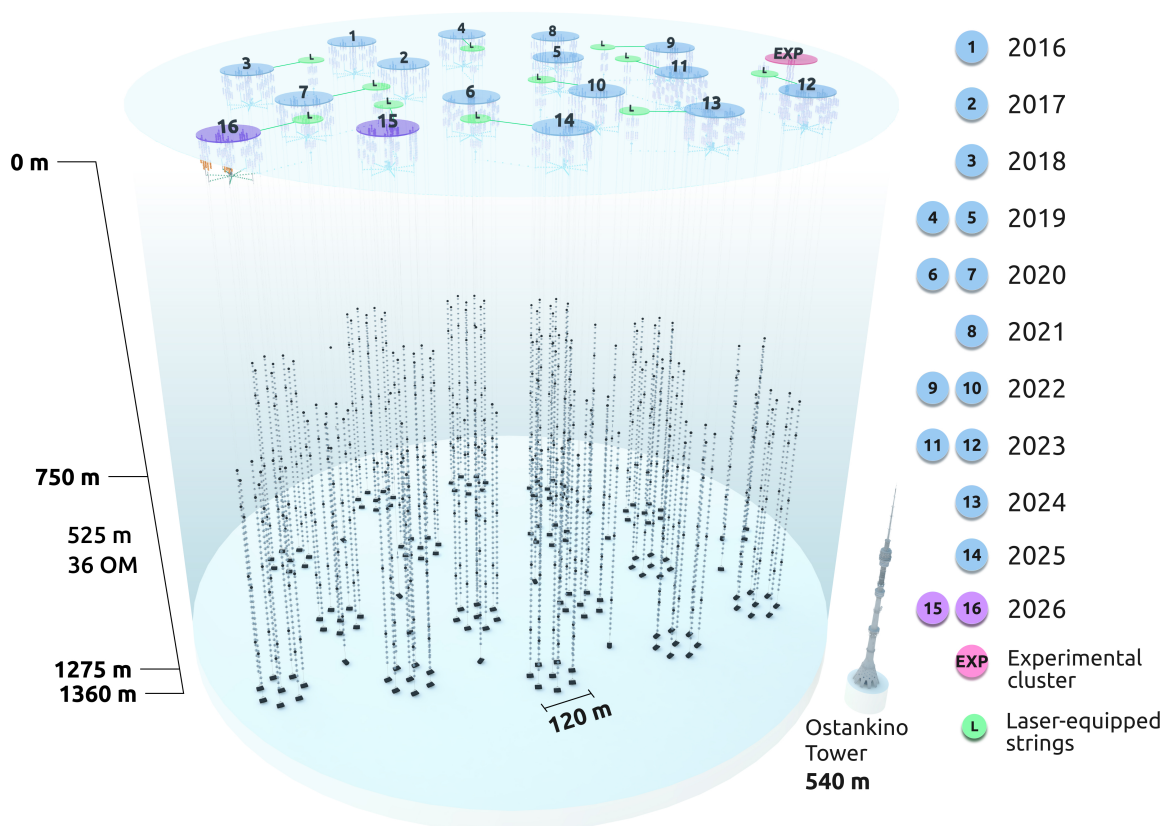 1
4
8
9
EXP
3
L
2
5
L
11
12
7
L
6
L
10
13
16
L
15
L
14
L
L
L
L
L
0 m
750 m
525 m
36 OM
1275 m
1360 m
120 m
Ostankino
Tower
540 m
1 2016
2 2017
3 2018
4 5 2019
6 7 2020
8 2021
9 10 2022
11 12 2023
13 2024
14 2025
15 16 2026
EXP Experimental
cluster
L Laser-equipped
strings